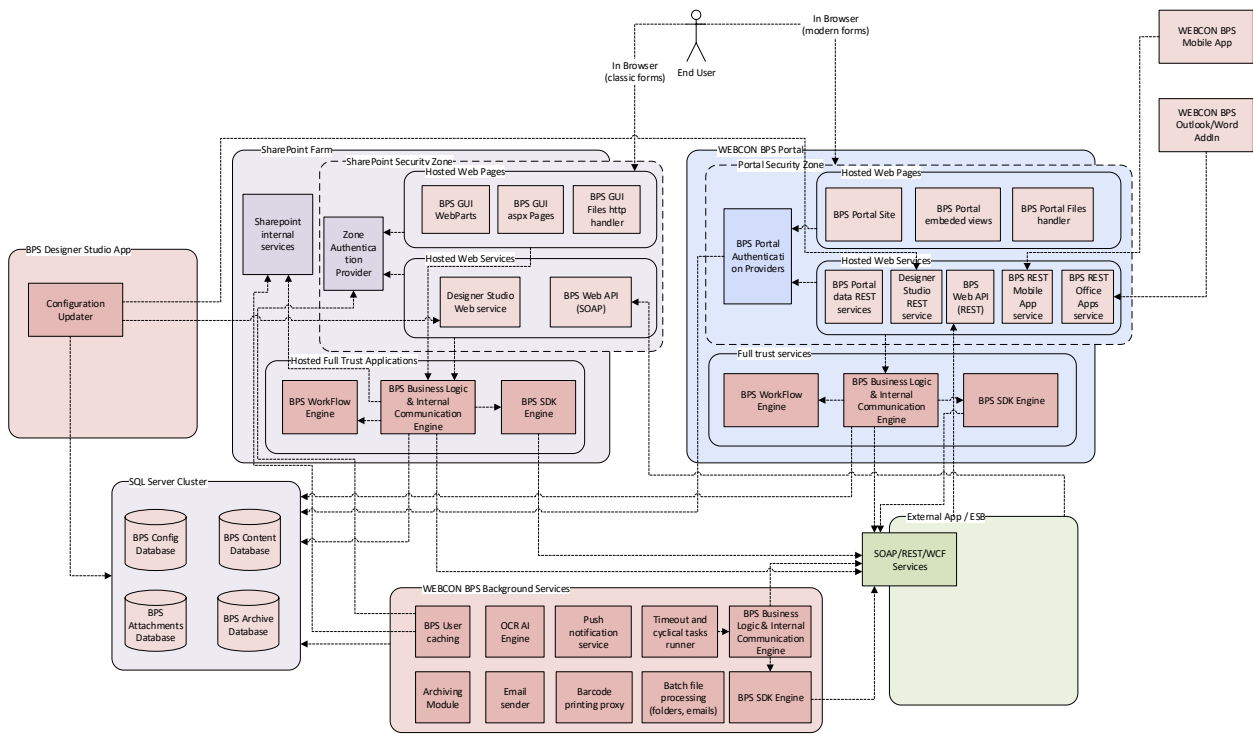 In Browser
(modern forms)
WEBCON BPS
Mobile App
In Browser
(classic forms)
End User
WEBCON BPS
Outlook/Word
AddIn
SharePoint Farm
SharePoint Security Zone
Hosted Web Pages
BPS GUI
WebParts
BPS GUI
aspx Pages
BPS GUI
Files http
handler
Sharepoint
internal
services
Zone
Authentica
tion
Provider
Hosted Web Services
Designer Studio
Web service
BPS Web API
(SOAP)
Hosted Full Trust Applications
BPS WorkFlow
Engine
BPS Business Logic
& Internal
Communication
Engine
BPS SDK
Engine
WEBCON BPS Portal
Portal Security Zone
Hosted Web Pages
BPS Portal Site
BPS Portal
embeded views
BPS Portal Files
handler
BPS Portal
Authenticati
on Providers
Hosted Web Services
BPS Portal
data REST
services
Designer
Studio
REST
service
BPS
Web API
(REST)
BPS REST
Mobile
App
service
BPS REST
Office
Apps
service
Full trust services
BPS WorkFlow
Engine
BPS Business Logic
& Internal
Communication
Engine
BPS SDK Engine
BPS Designer Studio App
Configuration
Updater
SQL Server Cluster
BPS Config
Database
BPS Content
Database
BPS
Attachments
Database
BPS Archive
Database
External App / ESB
SOAP/REST/WCF
Services
WEBCON BPS Background Services
BPS User
caching
OCR AI
Engine
Push
notification
service
Timeout and
cyclical tasks
runner
BPS Business
Logic & Internal
Communication
Engine
Archiving
Module
Email
sender
Barcode
printing proxy
Batch file
processing
(folders, emails)
BPS SDK Engine